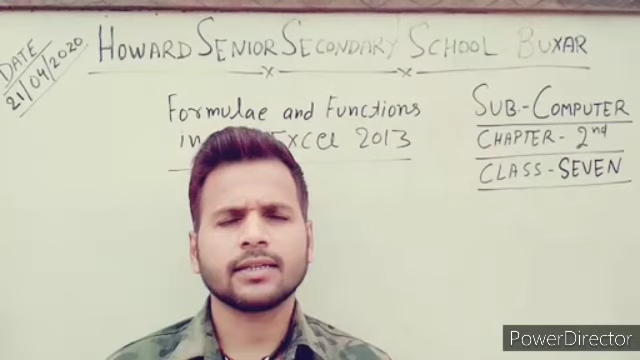 DATE
21/04/2020
HOWARD SENIOR SECONDARY SCHOOL BUXAR
Formulae and Functions
in Excel 2013
SUB-COMPUTER
CHAPTER-2nd
CLASS-SEVEN
PowerDirector